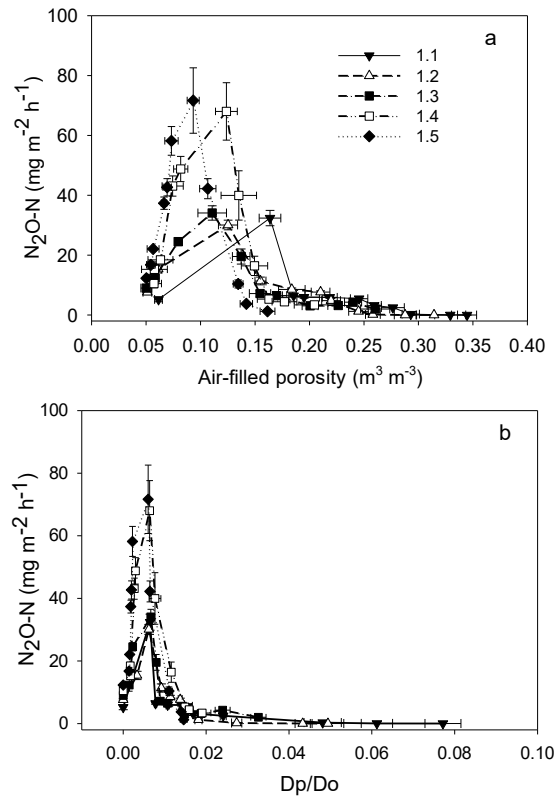 a
1.1
1.2
1.3
1.4
1.5
N₂O-N (mg m⁻² h⁻¹)
100
80
60
40
20
0
0.00 0.05 0.10 0.15 0.20 0.25 0.30 0.35 0.40
Air-filled porosity (m³ m⁻³)
b
N₂O-N (mg m⁻² h⁻¹)
100
80
60
40
20
0
0.00 0.02 0.04 0.06 0.08 0.10
Dp/Do